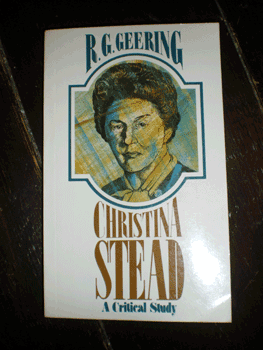 R. G. GEERING
CHRISTINA
STEAD
A Critical Study